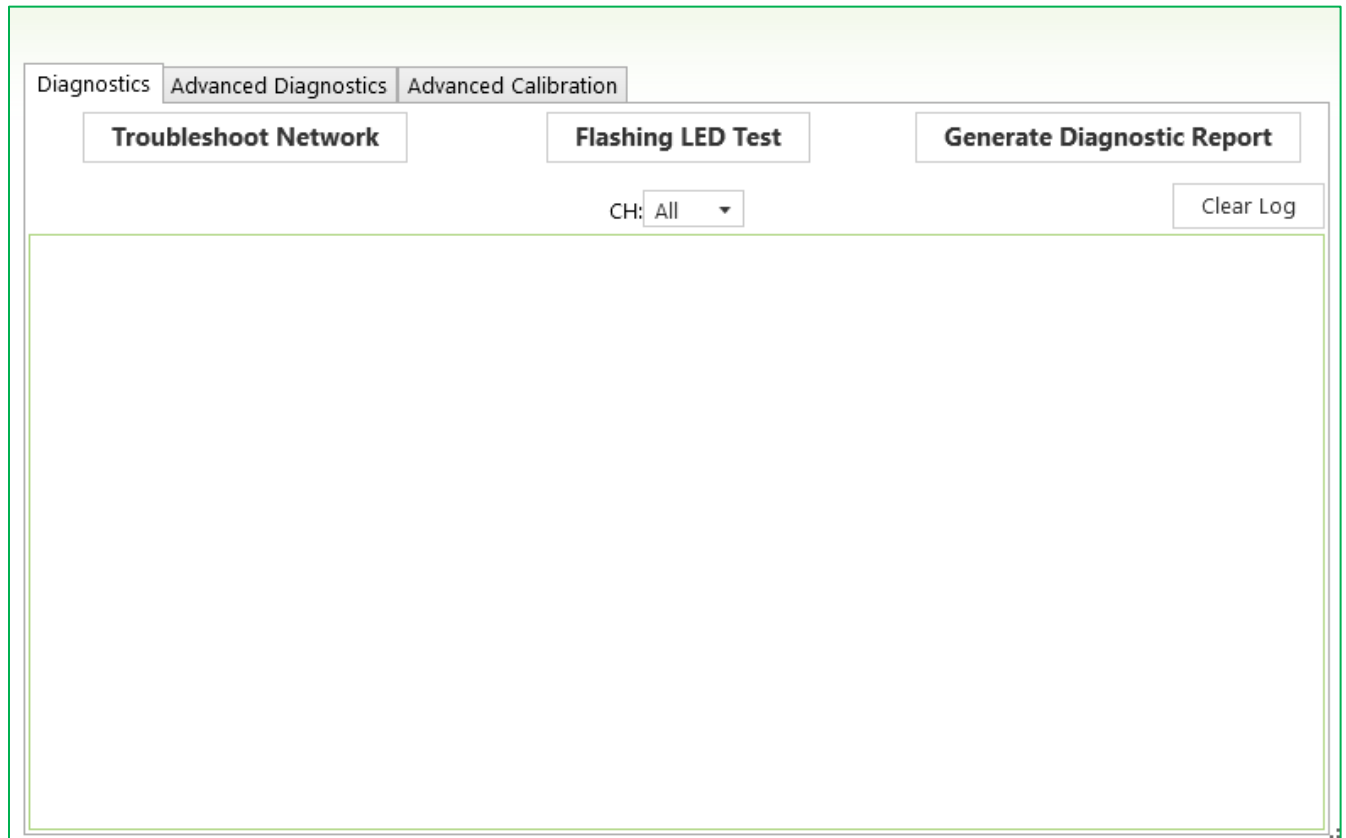 Diagnostics Advanced Diagnostics Advanced Calibration
Troubleshoot Network Flashing LED Test Generate Diagnostic Report
CH: All Clear Log